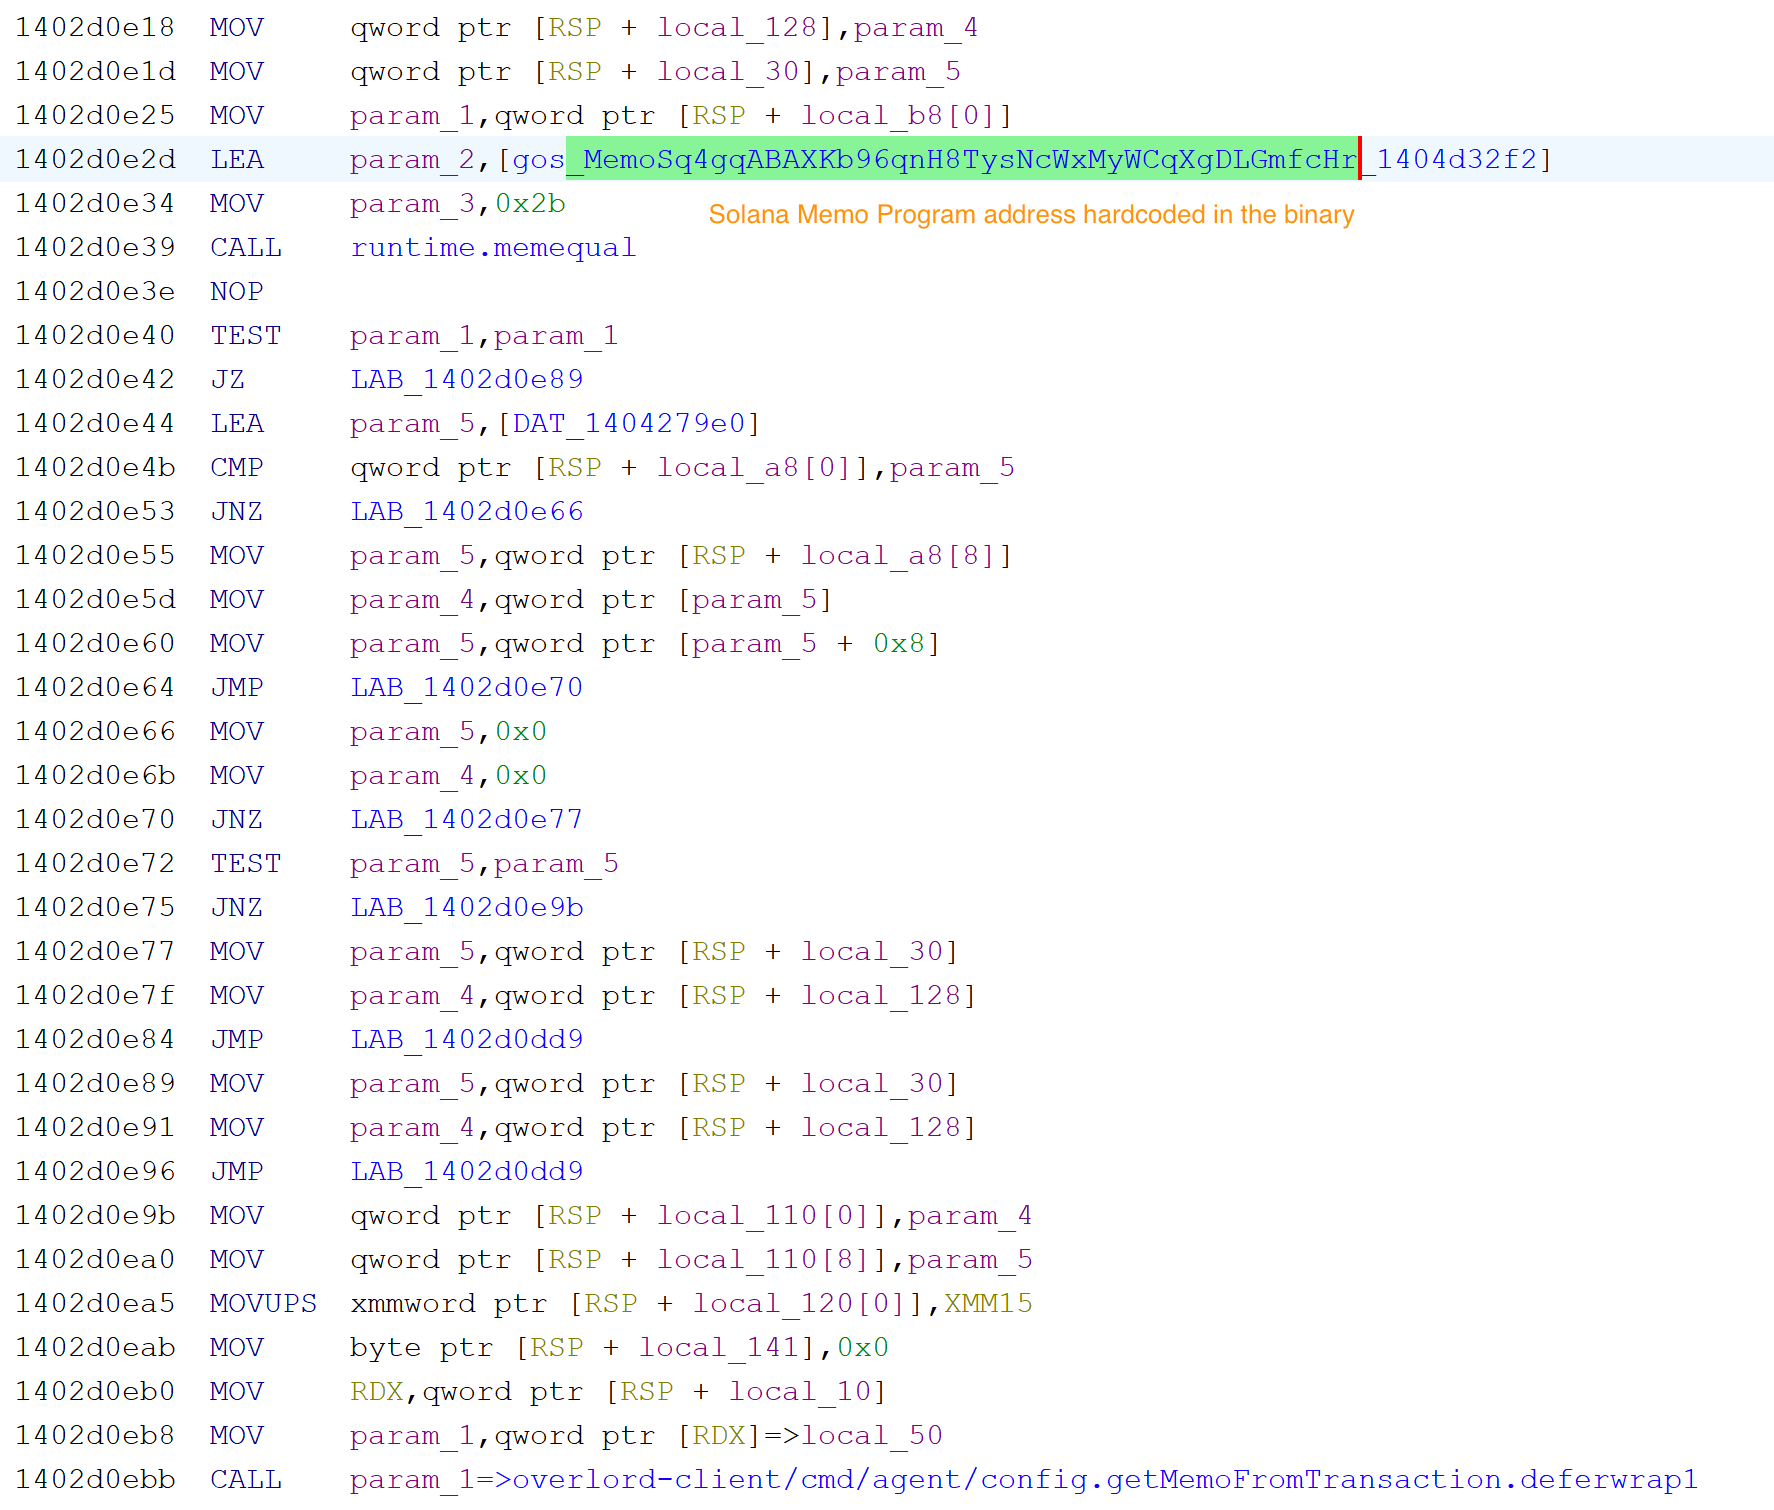 1402d0e18 MOV qword ptr [RSP + local_128],param_4
1402d0e1d MOV qword ptr [RSP + local_30],param_5
1402d0e25 MOV param_1,qword ptr [RSP + local_b8[0]]
1402d0e2d LEA param_2,[gos_MemoSq4gqABAXKb96qnH8TysNcWxMyWCqXgDLGmfcHr_1404d32f2]
1402d0e34 MOV param_3,0x2b
Solana Memo Program address hardcoded in the binary
1402d0e39 CALL runtime.memequal
1402d0e3e NOP
1402d0e40 TEST param_1,param_1
1402d0e42 JZ LAB_1402d0e89
1402d0e44 LEA param_5,[DAT_1404279e0]
1402d0e4b CMP qword ptr [RSP + local_a8[0]],param_5
1402d0e53 JNZ LAB_1402d0e66
1402d0e55 MOV param_5,qword ptr [RSP + local_a8[8]]
1402d0e5d MOV param_4,qword ptr [param_5]
1402d0e60 MOV param_5,qword ptr [param_5 + 0x8]
1402d0e64 JMP LAB_1402d0e70
1402d0e66 MOV param_5,0x0
1402d0e6b MOV param_4,0x0
1402d0e70 JNZ LAB_1402d0e77
1402d0e72 TEST param_5,param_5
1402d0e75 JNZ LAB_1402d0e9b
1402d0e77 MOV param_5,qword ptr [RSP + local_30]
1402d0e7f MOV param_4,qword ptr [RSP + local_128]
1402d0e84 JMP LAB_1402d0dd9
1402d0e89 MOV param_5,qword ptr [RSP + local_30]
1402d0e91 MOV param_4,qword ptr [RSP + local_128]
1402d0e96 JMP LAB_1402d0dd9
1402d0e9b MOV qword ptr [RSP + local_110[0]],param_4
1402d0ea0 MOV qword ptr [RSP + local_110[8]],param_5
1402d0ea5 MOVUPS xmmword ptr [RSP + local_120[0]],XMM15
1402d0eab MOV byte ptr [RSP + local_141],0x0
1402d0eb0 MOV RDX,qword ptr [RSP + local_10]
1402d0eb8 MOV param_1,qword ptr [RDX]=>local_50
1402d0ebb CALL param_1=>overlord-client/cmd/agent/config.getMemoFromTransaction.deferwrap1